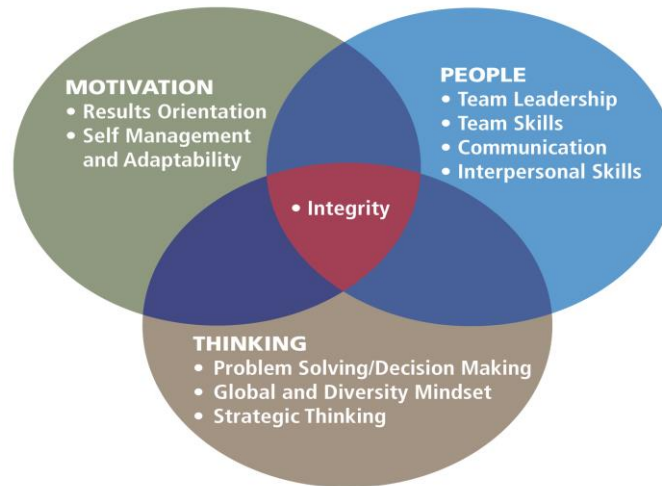 MOTIVATION
• Results Orientation
• Self Management
and Adaptability
PEOPLE
• Team Leadership
• Team Skills
• Communication
• Interpersonal Skills
• Integrity
THINKING
• Problem Solving/Decision Making
• Global and Diversity Mindset
• Strategic Thinking